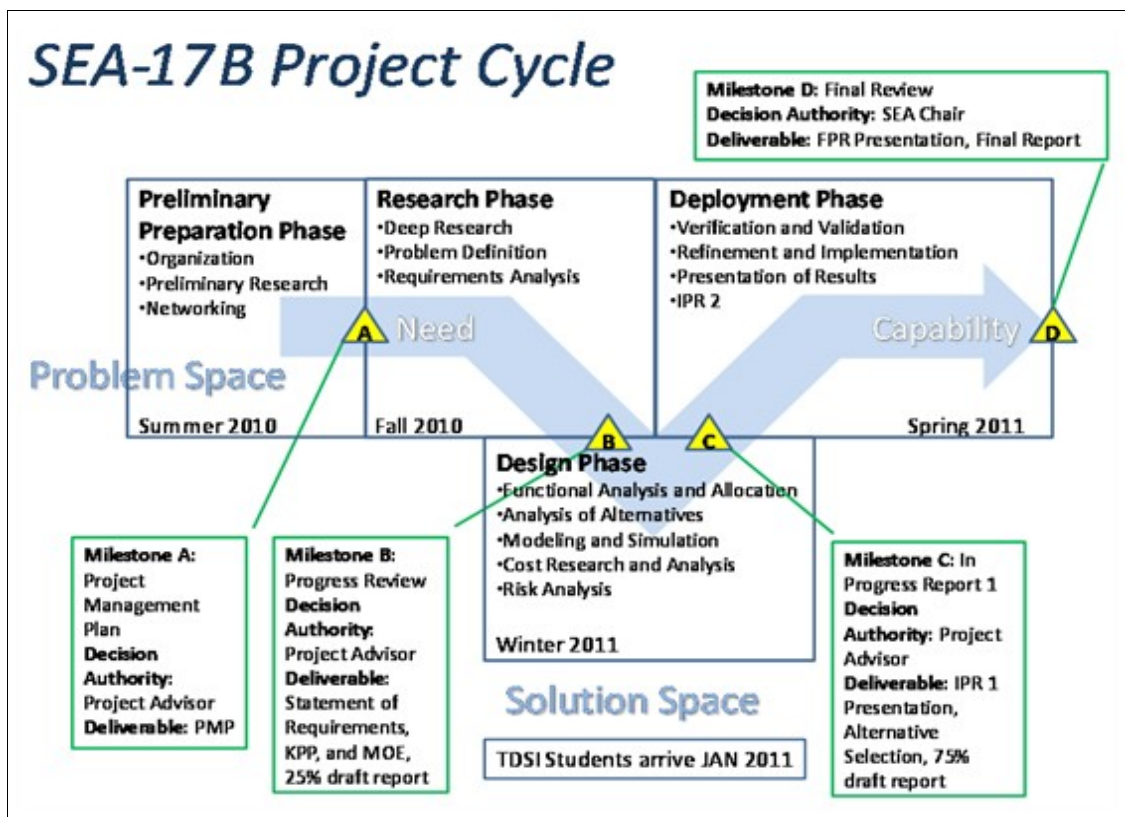 SEA-17B Project Cycle
Milestone D: Final Review
Decision Authority: SEA Chair
Deliverable: FPR Presentation, Final Report
Preliminary
Preparation Phase
•Organization
•Preliminary Research
•Networking
Summer 2010
Research Phase
•Deep Research
•Problem Definition
•Requirements Analysis
Fall 2010
Deployment Phase
•Verification and Validation
•Refinement and Implementation
•Presentation of Results
•IPR 2
Spring 2011
A
Need
Capability
D
Problem Space
B
C
Design Phase
•Functional Analysis and Allocation
•Analysis of Alternatives
•Modeling and Simulation
•Cost Research and Analysis
•Risk Analysis
Winter 2011
Milestone A:
Project
Management
Plan
Decision
Authority:
Project Advisor
Deliverable: PMP
Milestone B:
Progress Review
Decision
Authority:
Project Advisor
Deliverable:
Statement of
Requirements,
KPP, and MOE,
25% draft report
Milestone C: In
Progress Report 1
Decision
Authority: Project
Advisor
Deliverable: IPR 1
Presentation,
Alternative
Selection, 75%
draft report
Solution Space
TDSI Students arrive JAN 2011